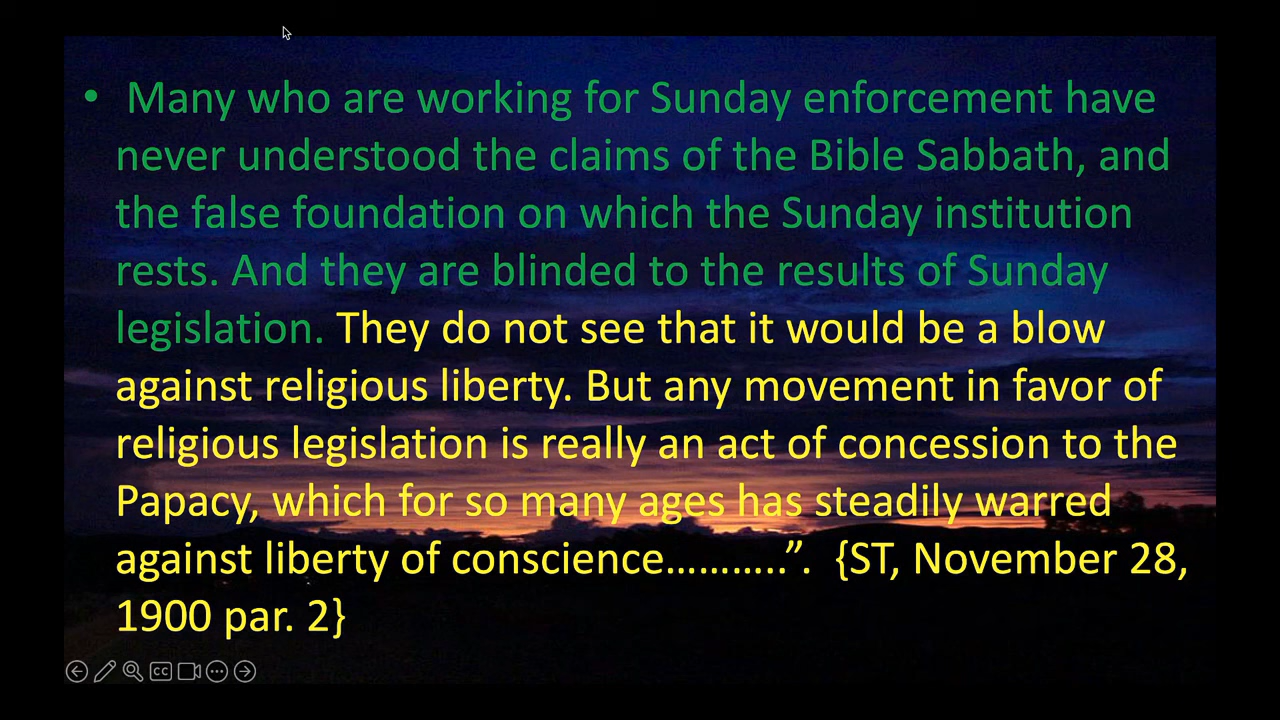 • Many who are working for Sunday enforcement have
never understood the claims of the Bible Sabbath, and
the false foundation on which the Sunday institution
rests. And they are blinded to the results of Sunday
legislation. They do not see that it would be a blow
against religious liberty. But any movement in favor of
religious legislation is really an act of concession to the
Papacy, which for so many ages has steadily warred
against liberty of conscience………..”.  {ST, November 28,
1900 par. 2}
CC